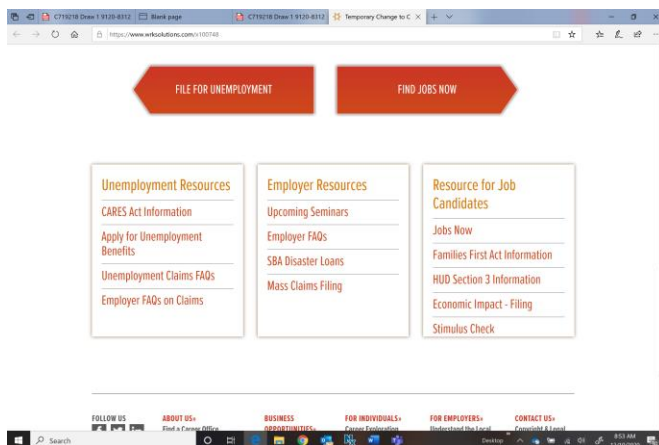 C719218 Draw 1 9120-8312
Blank page
C719218 Draw 1 9120-8312
Temporary Change to C
https://www.wrksolutions.com/x100748
FILE FOR UNEMPLOYMENT
FIND JOBS NOW
Unemployment Resources
CARES Act Information
Apply for Unemployment
Benefits
Unemployment Claims FAQs
Employer FAQs on Claims
Employer Resources
Upcoming Seminars
Employer FAQs
SBA Disaster Loans
Mass Claims Filing
Resource for Job
Candidates
Jobs Now
Families First Act Information
HUD Section 3 Information
Economic Impact - Filing
Stimulus Check
FOLLOW US
ABOUT US»
Find a Career Office
BUSINESS
OPPORTUNITIES»
FOR INDIVIDUALS»
Career Exploration
FOR EMPLOYERS»
Understand the Local
CONTACT US»
Copyright & Legal
Search
Desktop
8:53 AM